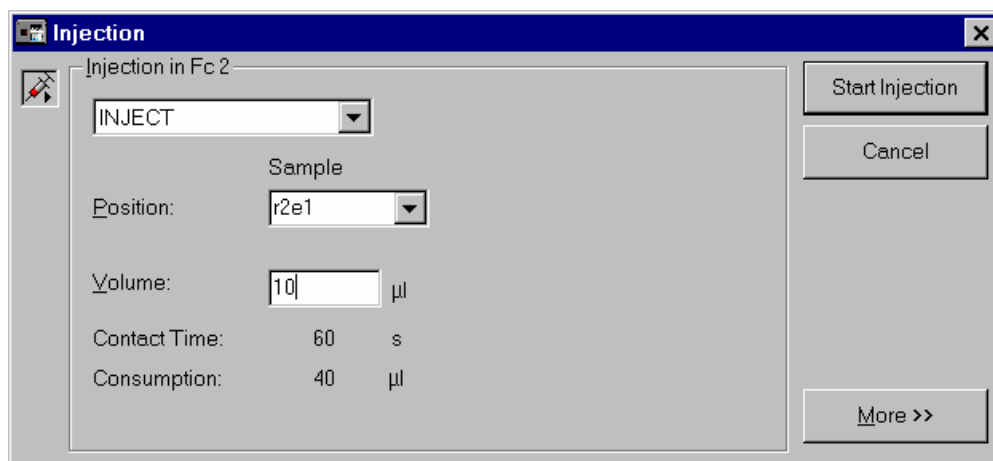 Injection
Injection in Fc 2
INJECT
Sample
Position: r2e1
Volume: 10 µl
Contact Time: 60 s
Consumption: 40 µl
Start Injection
Cancel
More >>